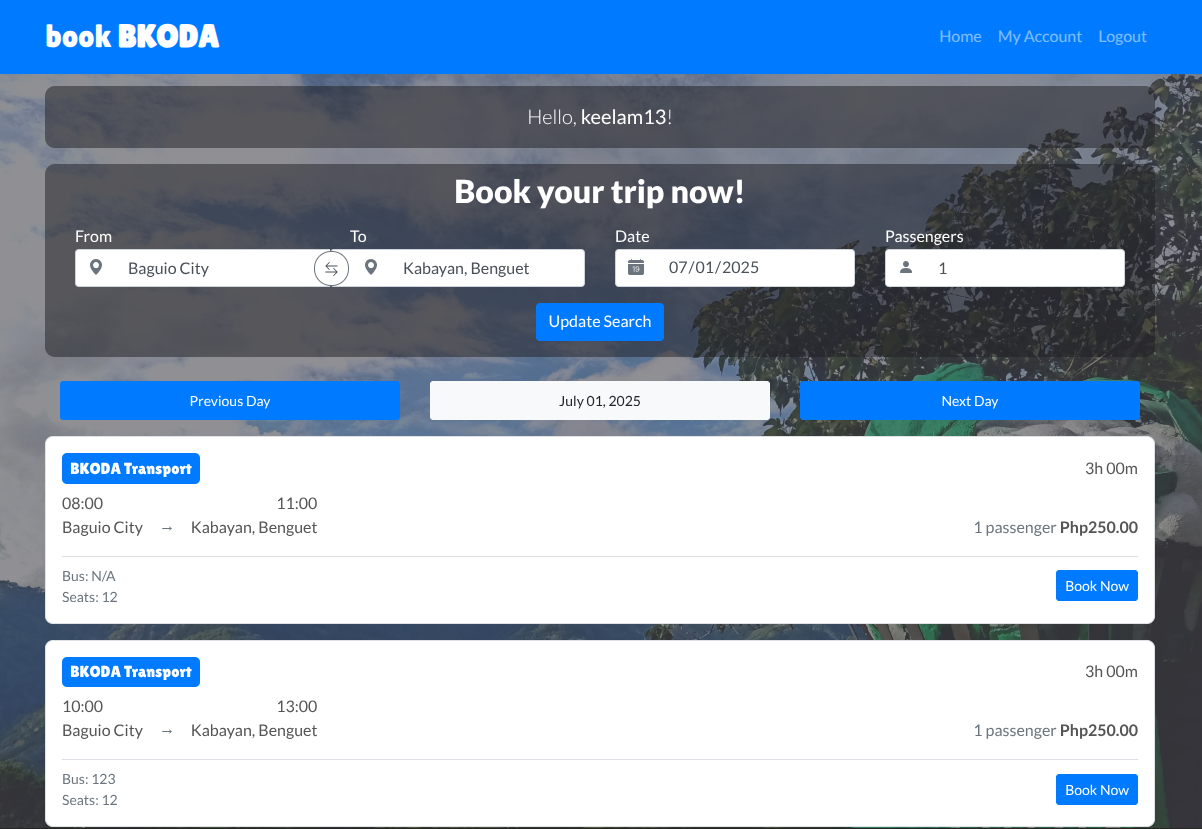 book BKODA
Home My Account Logout
Hello, keelam13!
Book your trip now!
From To Date Passengers
Baguio City Kabayan, Benguet 19 07/01/2025 1
Update Search
Previous Day July 01, 2025 Next Day
BKODA Transport 3h 00m
08:00 11:00
Baguio City → Kabayan, Benguet 1 passenger Php250.00
Bus: N/A
Seats: 12
Book Now
BKODA Transport 3h 00m
10:00 13:00
Baguio City → Kabayan, Benguet 1 passenger Php250.00
Bus: 123
Seats: 12
Book Now